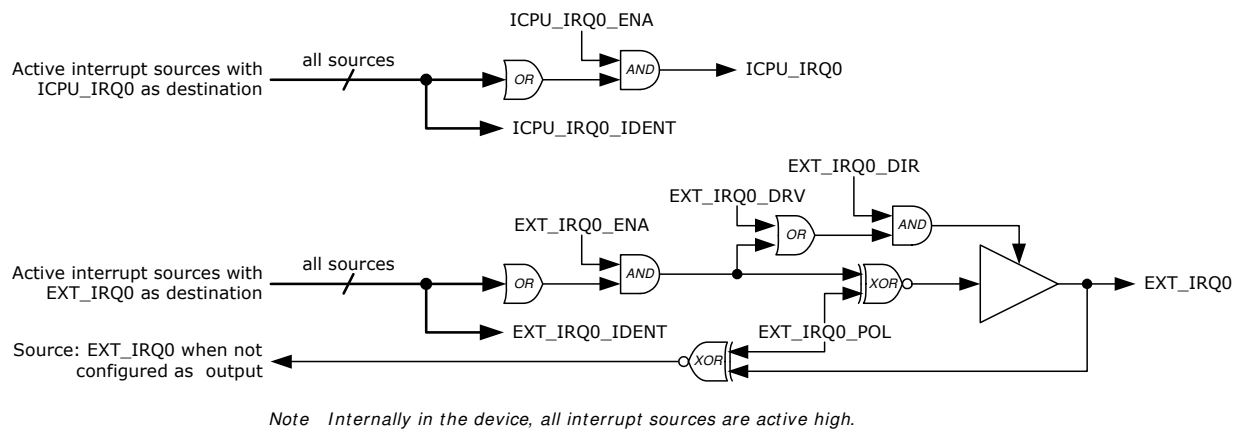 ICPU_IRQ0_ENA
all sources
Active interrupt sources with
ICPU_IRQ0 as destination
OR
AND
ICPU_IRQ0
ICPU_IRQ0_IDENT
EXT_IRQ0_DIR
EXT_IRQ0_DRV
EXT_IRQ0_ENA
OR
AND
all sources
Active interrupt sources with
EXT_IRQ0 as destination
OR
AND
XOR
EXT_IRQ0
EXT_IRQ0_IDENT
EXT_IRQ0_POL
Source: EXT_IRQ0 when not
configured as output
XOR
Note Internally in the device, all interrupt sources are active high.